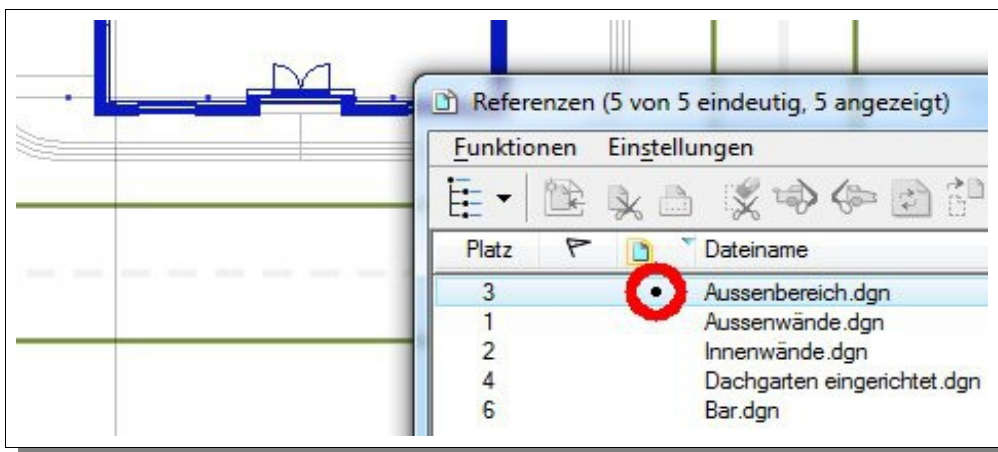 Referenzen (5 von 5 eindeutig, 5 angezeigt)
Funktionen Einstellungen
Platz Dateiname
3 Aussenbereich.dgn
1 Aussenwände.dgn
2 Innenwände.dgn
4 Dachgarten eingerichtet.dgn
6 Bar.dgn